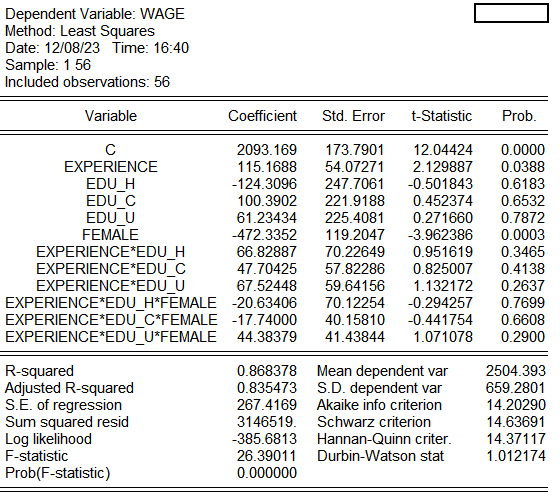 Dependent Variable: WAGE
Method: Least Squares
Date: 12/08/23 Time: 16:40
Sample: 1 56
Included observations: 56
Variable Coefficient Std. Error t-Statistic Prob.
C 2093.169 173.7901 12.04424 0.0000
EXPERIENCE 115.1688 54.07271 2.129887 0.0388
EDU_H -124.3096 247.7061 -0.501843 0.6183
EDU_C 100.3902 221.9188 0.452374 0.6532
EDU_U 61.23434 225.4081 0.271660 0.7872
FEMALE -472.3352 119.2047 -3.962386 0.0003
EXPERIENCE*EDU_H 66.82887 70.22649 0.951619 0.3465
EXPERIENCE*EDU_C 47.70425 57.82286 0.825007 0.4138
EXPERIENCE*EDU_U 67.52448 59.64156 1.132172 0.2637
EXPERIENCE*EDU_H*FEMALE -20.63406 70.12254 -0.294257 0.7699
EXPERIENCE*EDU_C*FEMALE -17.74000 40.15810 -0.441754 0.6608
EXPERIENCE*EDU_U*FEMALE 44.38379 41.43844 1.071078 0.2900
R-squared 0.868378 Mean dependent var 2504.393
Adjusted R-squared 0.835473 S.D. dependent var 659.2801
S.E. of regression 267.4169 Akaike info criterion 14.20290
Sum squared resid 3146519. Schwarz criterion 14.63691
Log likelihood -385.6813 Hannan-Quinn criter. 14.37117
F-statistic 26.39011 Durbin-Watson stat 1.012174
Prob(F-statistic) 0.000000